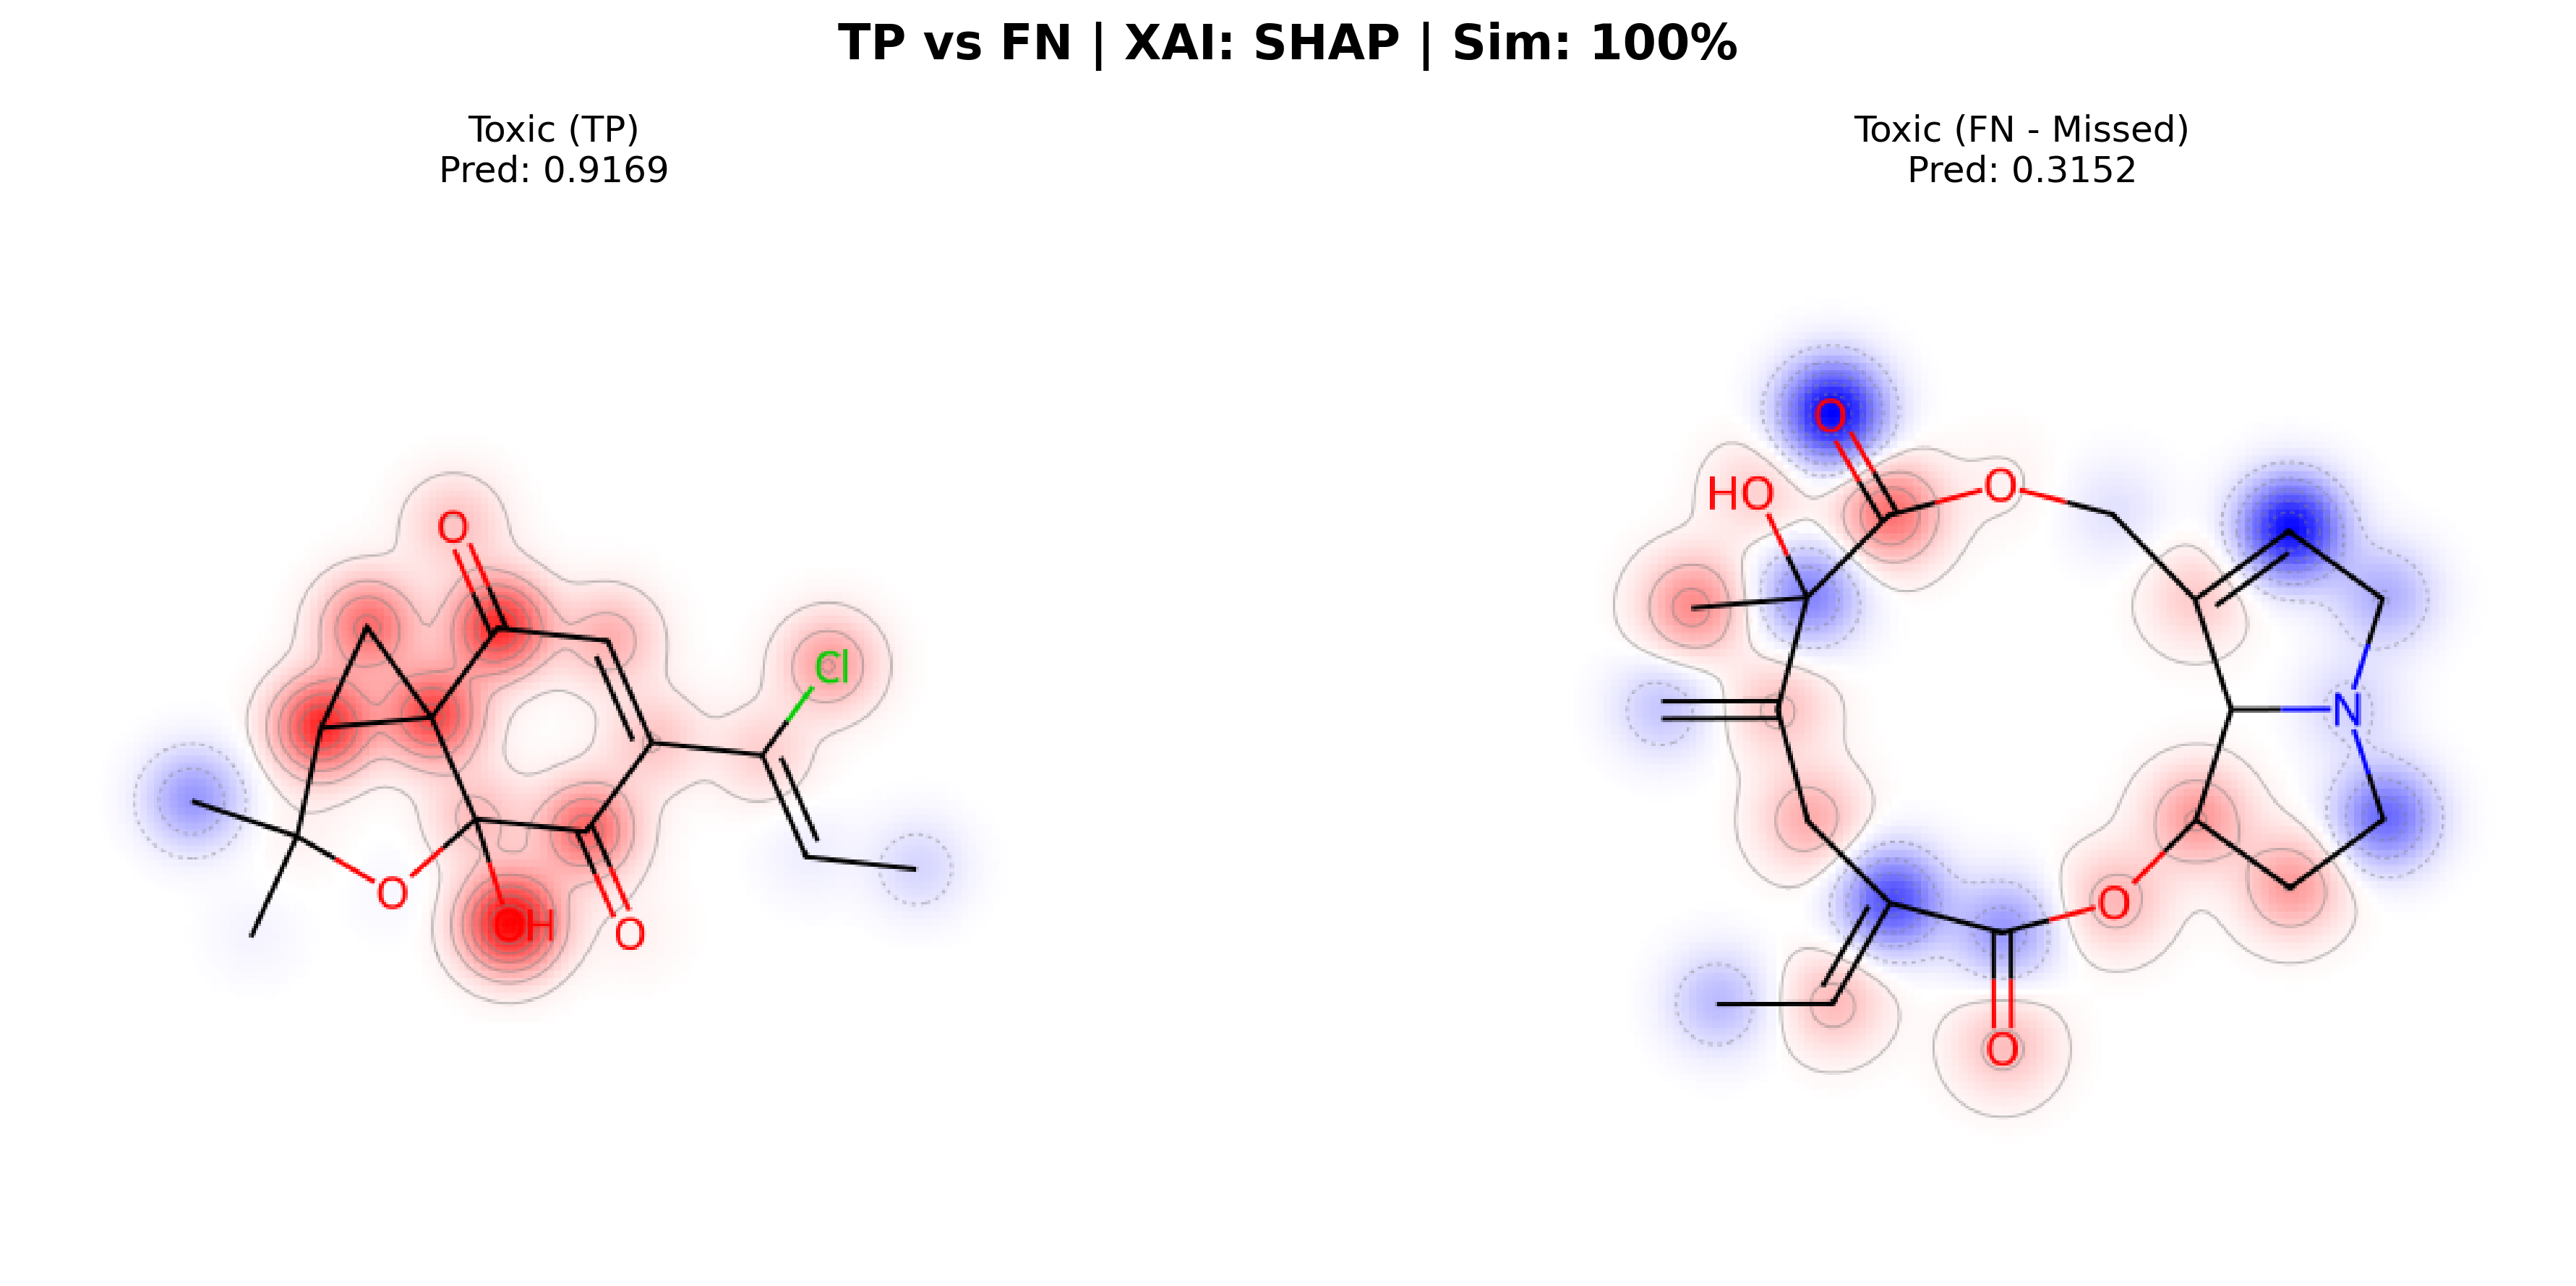 TP vs FN | XAI: SHAP | Sim: 100%
Toxic (TP)
Pred: 0.9169
Toxic (FN - Missed)
Pred: 0.3152
O
Cl
O
OH
O
O
HO
O
N
O
O